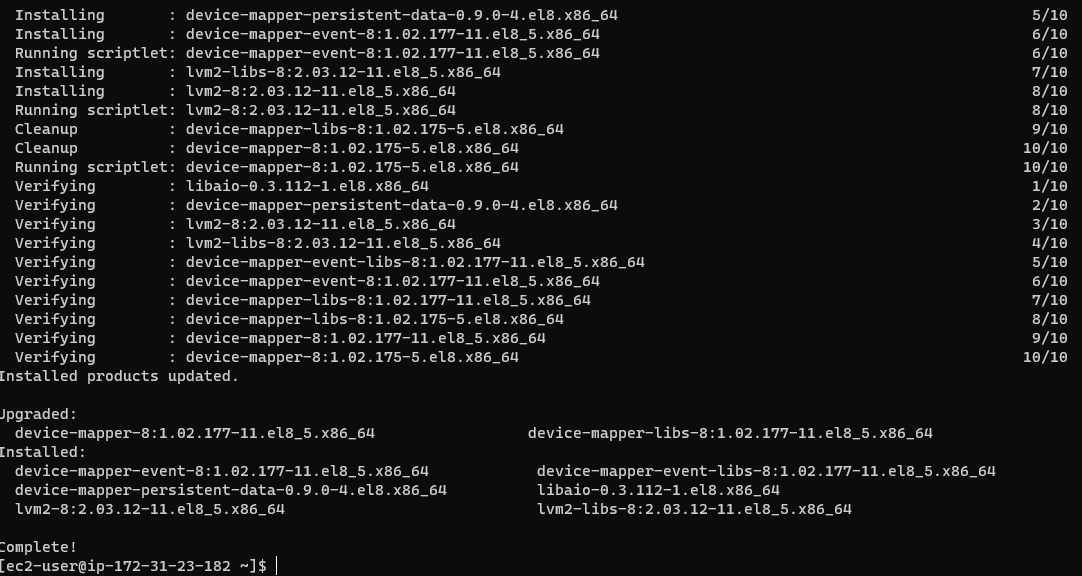 Installing : device-mapper-persistent-data-0.9.0-4.el8.x86_64 5/10
Installing : device-mapper-event-8:1.02.177-11.el8_5.x86_64 6/10
Running scriptlet: device-mapper-event-8:1.02.177-11.el8_5.x86_64 6/10
Installing : lvm2-libs-8:2.03.12-11.el8_5.x86_64 7/10
Installing : lvm2-8:2.03.12-11.el8_5.x86_64 8/10
Running scriptlet: lvm2-8:2.03.12-11.el8_5.x86_64 8/10
Cleanup : device-mapper-libs-8:1.02.175-5.el8.x86_64 9/10
Cleanup : device-mapper-8:1.02.175-5.el8.x86_64 10/10
Running scriptlet: device-mapper-8:1.02.175-5.el8.x86_64 10/10
Verifying : libaio-0.3.112-1.el8.x86_64 1/10
Verifying : device-mapper-persistent-data-0.9.0-4.el8.x86_64 2/10
Verifying : lvm2-8:2.03.12-11.el8_5.x86_64 3/10
Verifying : lvm2-libs-8:2.03.12-11.el8_5.x86_64 4/10
Verifying : device-mapper-event-libs-8:1.02.177-11.el8_5.x86_64 5/10
Verifying : device-mapper-event-8:1.02.177-11.el8_5.x86_64 6/10
Verifying : device-mapper-libs-8:1.02.177-11.el8_5.x86_64 7/10
Verifying : device-mapper-libs-8:1.02.175-5.el8.x86_64 8/10
Verifying : device-mapper-8:1.02.177-11.el8_5.x86_64 9/10
Verifying : device-mapper-8:1.02.175-5.el8.x86_64 10/10
Installed products updated.
Upgraded:
device-mapper-8:1.02.177-11.el8_5.x86_64 device-mapper-libs-8:1.02.177-11.el8_5.x86_64
Installed:
device-mapper-event-8:1.02.177-11.el8_5.x86_64 device-mapper-event-libs-8:1.02.177-11.el8_5.x86_64
device-mapper-persistent-data-0.9.0-4.el8.x86_64 libaio-0.3.112-1.el8.x86_64
lvm2-8:2.03.12-11.el8_5.x86_64 lvm2-libs-8:2.03.12-11.el8_5.x86_64
Complete!
[ec2-user@ip-172-31-23-182 ~]$